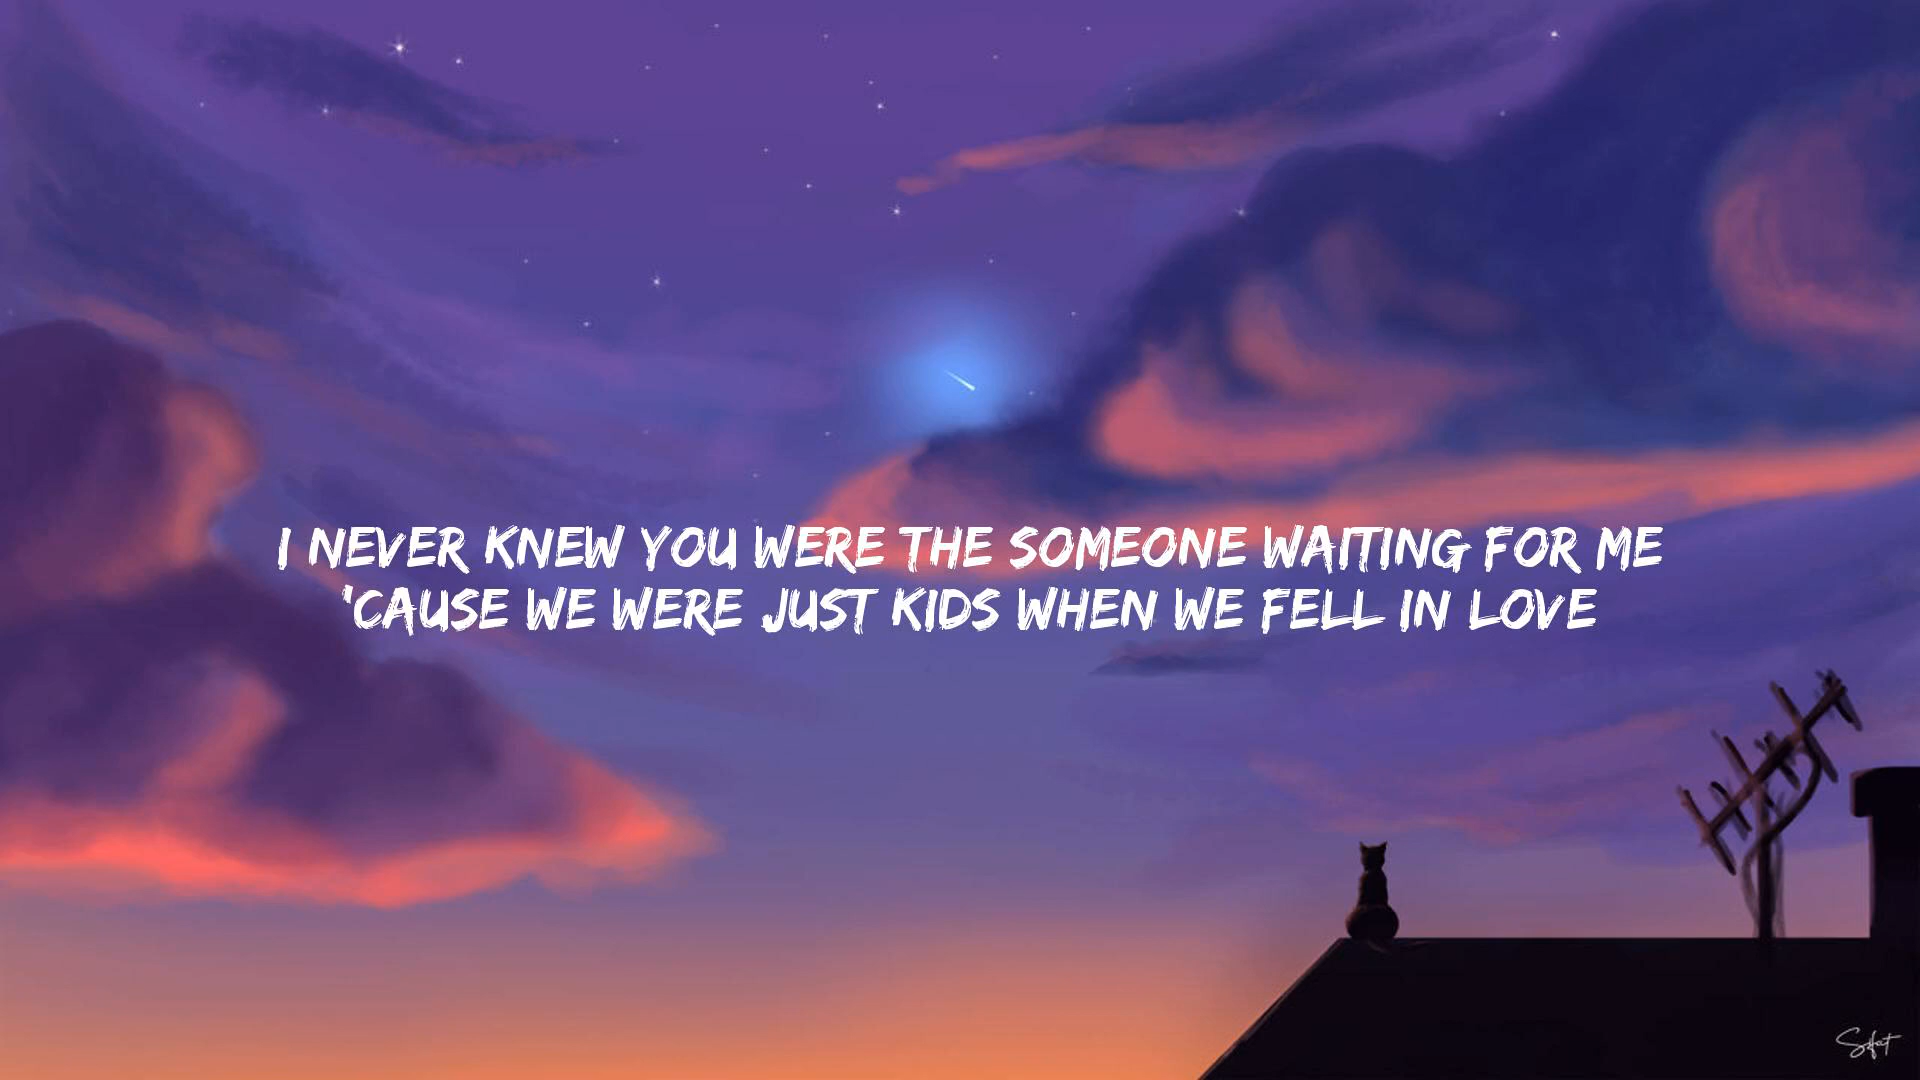 I NEVER KNEW YOU WERE THE SOMEONE WAITING FOR ME
'CAUSE WE WERE JUST KIDS WHEN WE FELL IN LOVE